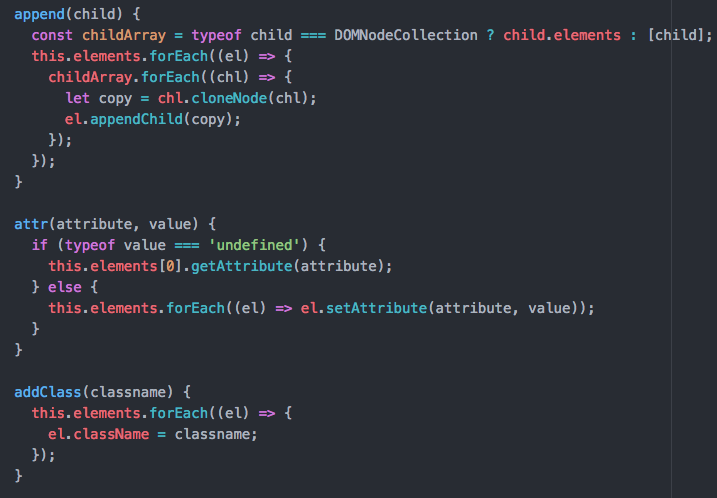 append(child) {
  const childArray = typeof child === DOMNodeCollection ? child.elements : [child];
  this.elements.forEach((el) => {
    childArray.forEach((chl) => {
      let copy = chl.cloneNode(chl);
      el.appendChild(copy);
    });
  });
}

attr(attribute, value) {
  if (typeof value === 'undefined') {
    this.elements[0].getAttribute(attribute);
  } else {
    this.elements.forEach((el) => el.setAttribute(attribute, value));
  }
}

addClass(classname) {
  this.elements.forEach((el) => {
    el.className = classname;
  });
}